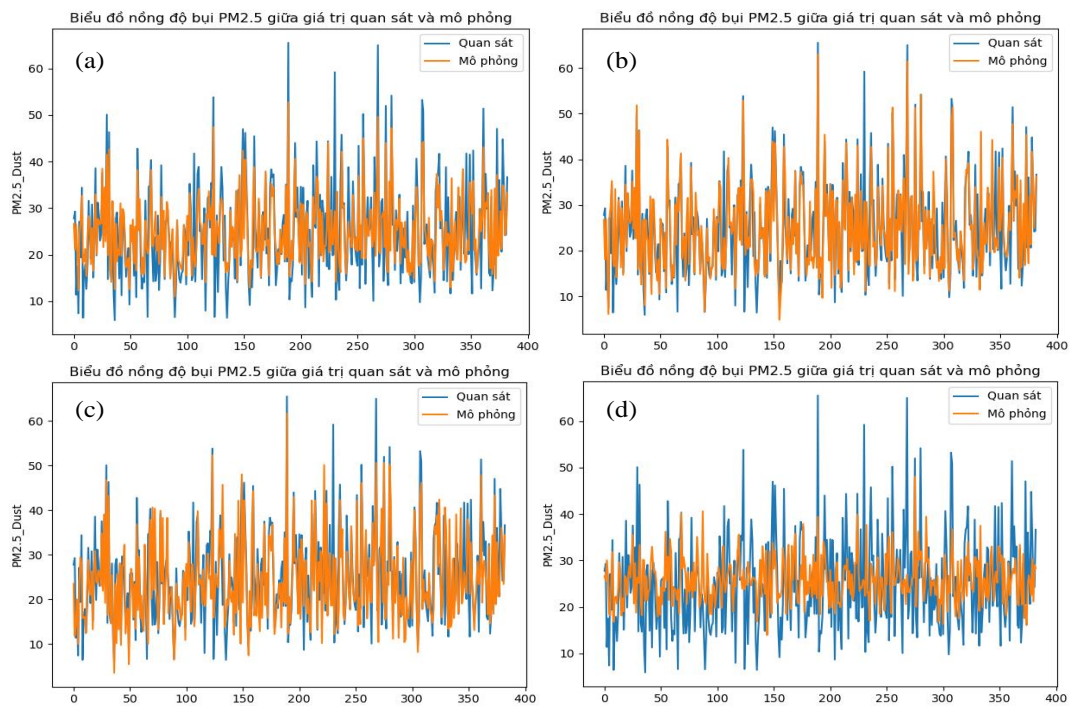 Biểu đồ nồng độ bụi PM2.5 giữa giá trị quan sát và mô phỏng
(a)
Quan sát
Mô phỏng
PM2.5_Dust
60
50
40
30
20
10
0 50 100 150 200 250 300 350 400
Biểu đồ nồng độ bụi PM2.5 giữa giá trị quan sát và mô phỏng
(b)
Quan sát
Mô phỏng
PM2.5_Dust
60
50
40
30
20
10
0 50 100 150 200 250 300 350 400
Biểu đồ nồng độ bụi PM2.5 giữa giá trị quan sát và mô phỏng
(c)
Quan sát
Mô phỏng
PM2.5_Dust
60
50
40
30
20
10
0 50 100 150 200 250 300 350 400
Biểu đồ nồng độ bụi PM2.5 giữa giá trị quan sát và mô phỏng
(d)
Quan sát
Mô phỏng
PM2.5_Dust
60
50
40
30
20
10
0 50 100 150 200 250 300 350 400